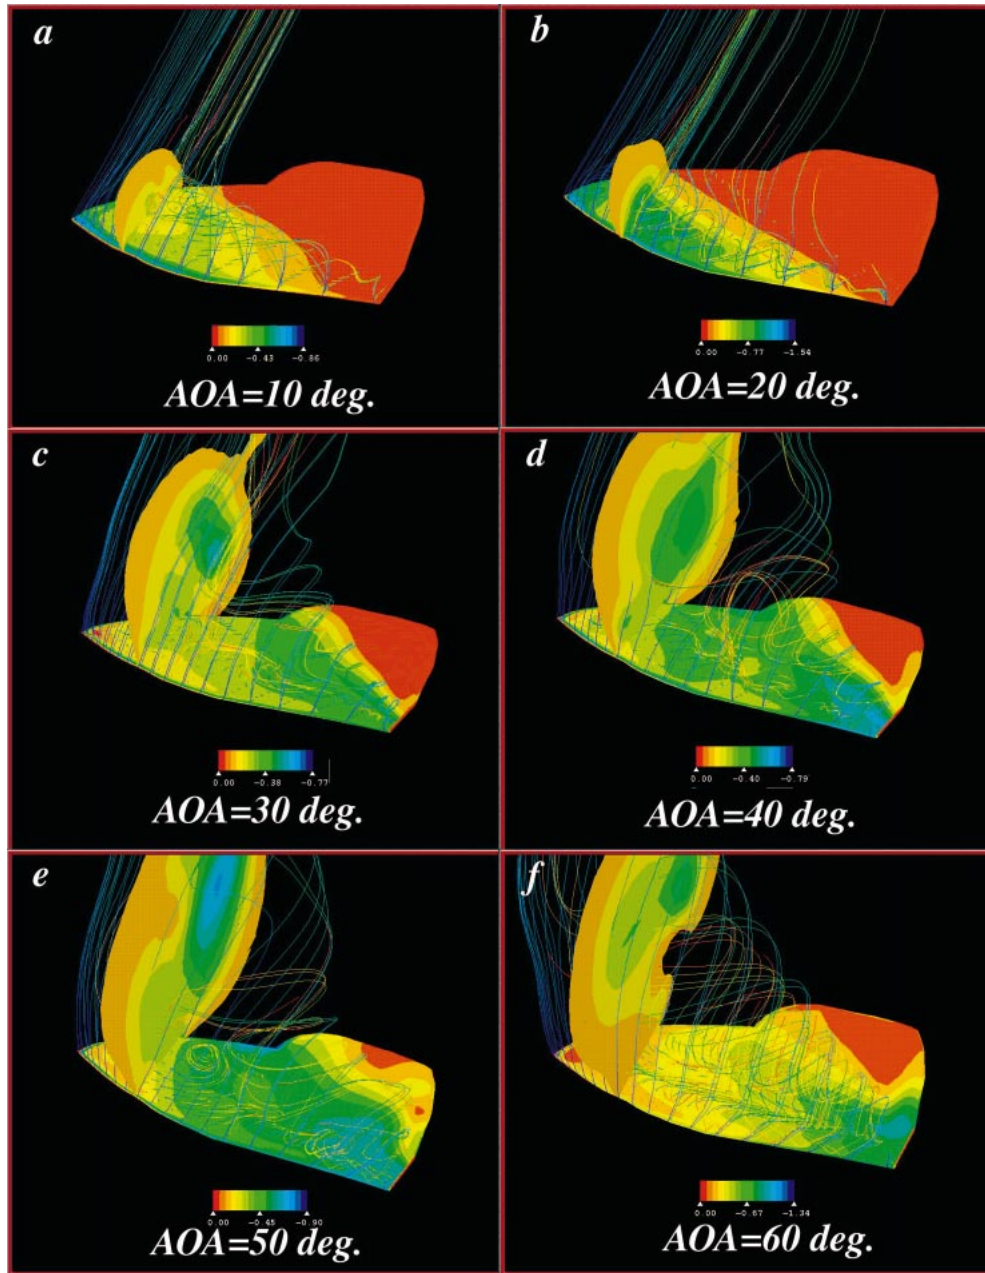 a
b
0.00 -0.43 -0.86
AOA=10 deg.
0.00 -0.77 -1.54
AOA=20 deg.
c
d
0.00 -0.38 -0.77
AOA=30 deg.
0.00 -0.40 -0.79
AOA=40 deg.
e
f
0.00 -0.45 -0.90
AOA=50 deg.
0.00 -0.67 -1.34
AOA=60 deg.